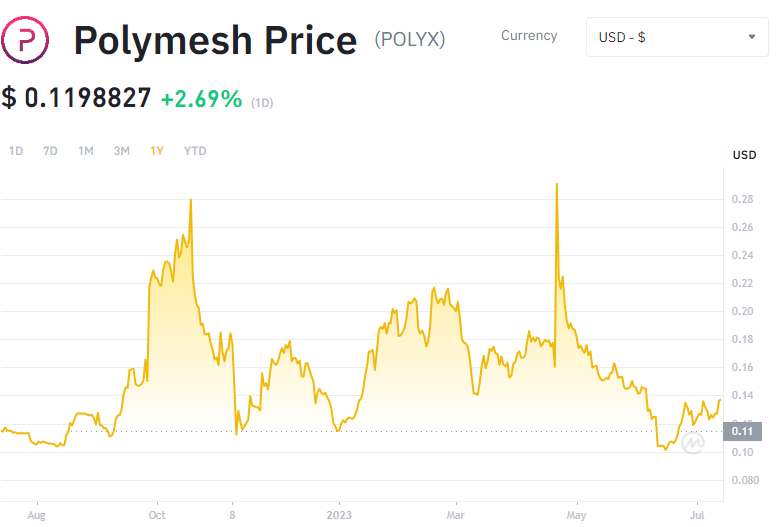 Polymesh Price (POLYX)
Currency
USD - $
$ 0.1198827 +2.69% (1D)
1D 7D 1M 3M 1Y YTD
USD
0.28
0.26
0.24
0.22
0.20
0.18
0.16
0.14
0.12
0.11
0.10
0.080
Aug Oct 8 2023 Mar May Jul